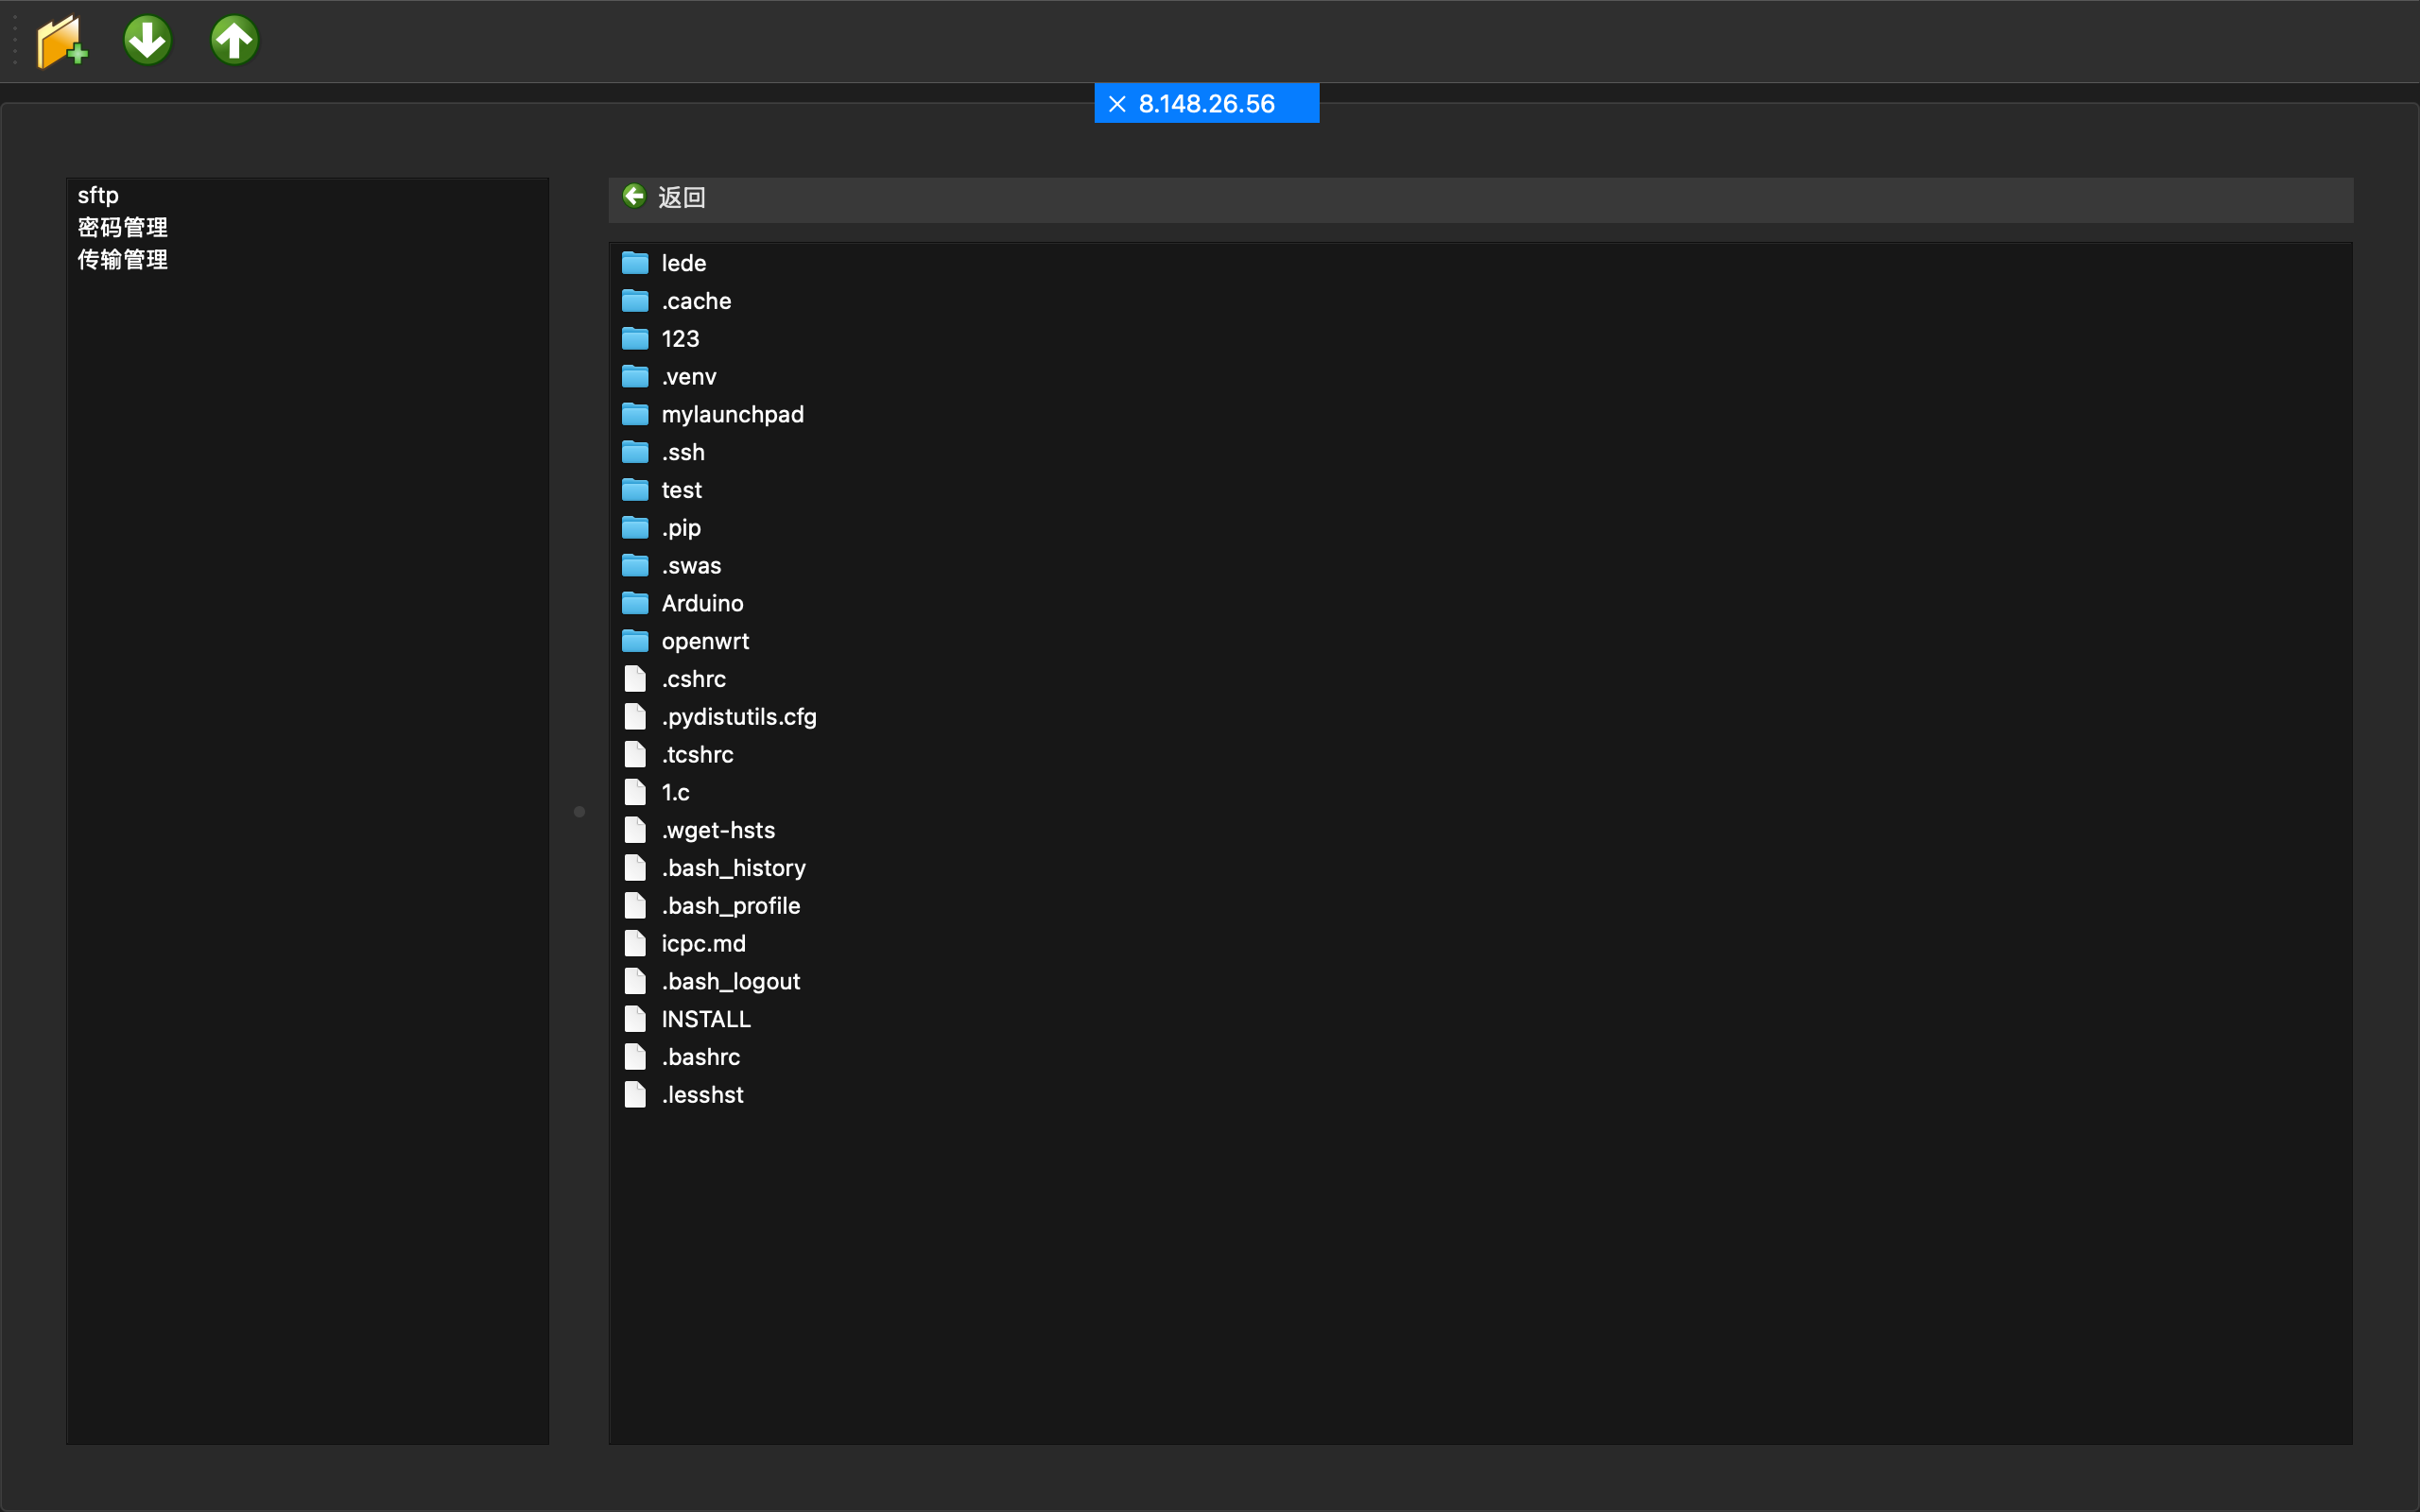 8.148.26.56
sftp
密码管理
传输管理
返回
lede
.cache
123
.venv
mylaunchpad
.ssh
test
.pip
.swas
Arduino
openwrt
.cshrc
.pydistutils.cfg
.tcshrc
1.c
.wget-hsts
.bash_history
.bash_profile
icpc.md
.bash_logout
INSTALL
.bashrc
.lesshst